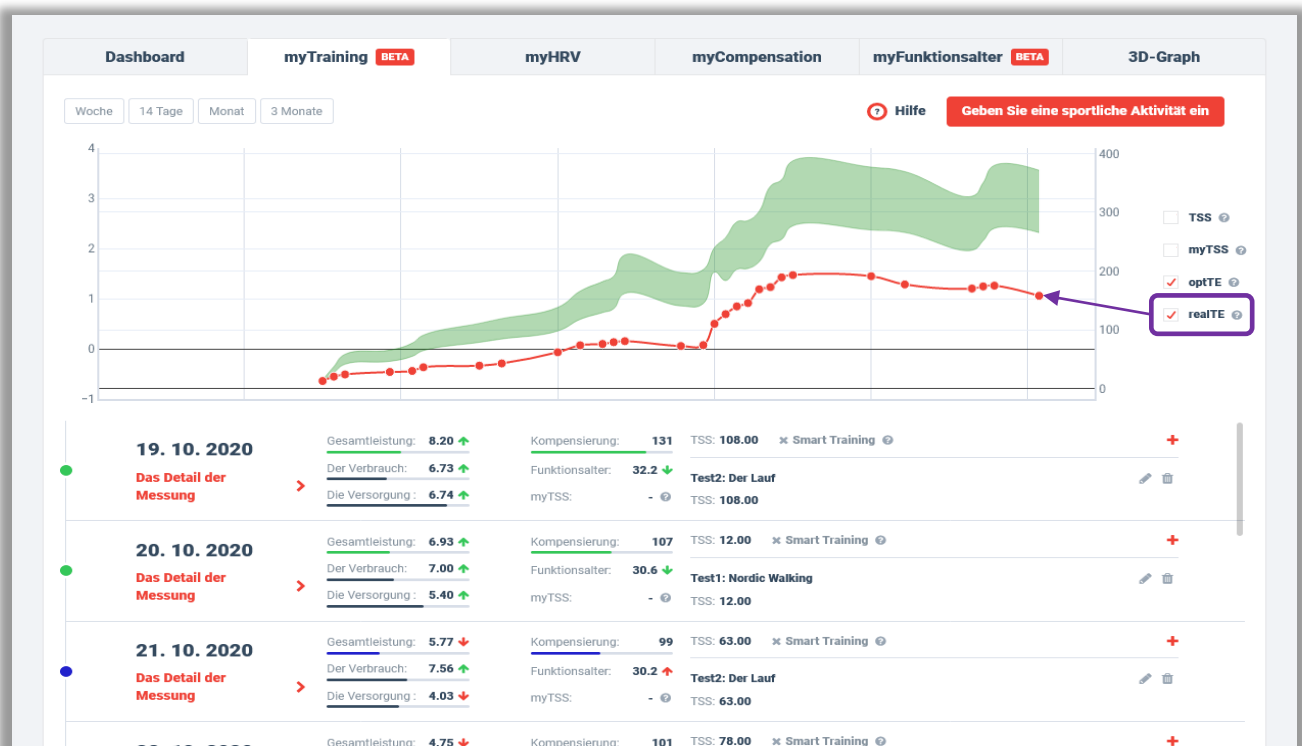 Dashboard myTraining BETA myHRV myCompensation myFunktionsalter BETA 3D-Graph
Woche 14 Tage Monat 3 Monate ? Hilfe Geben Sie eine sportliche Aktivität ein
4 400
3 300
TSS ?
2 myTSS ?
200
optTE ?
1 realTE ?
100
0
0
-1
19. 10. 2020
Das Detail der
Messung
Gesamtleistung: 8.20
Der Verbrauch: 6.73
Die Versorgung : 6.74
Kompensierung: 131
Funktionsalter: 32.2
myTSS: - ?
TSS: 108.00 Smart Training ?
Test2: Der Lauf
TSS: 108.00
20. 10. 2020
Das Detail der
Messung
Gesamtleistung: 6.93
Der Verbrauch: 7.00
Die Versorgung : 5.40
Kompensierung: 107
Funktionsalter: 30.6
myTSS: - ?
TSS: 12.00 Smart Training ?
Test1: Nordic Walking
TSS: 12.00
21. 10. 2020
Das Detail der
Messung
Gesamtleistung: 5.77
Der Verbrauch: 7.56
Die Versorgung : 4.03
Kompensierung: 99
Funktionsalter: 30.2
myTSS: - ?
TSS: 63.00 Smart Training ?
Test2: Der Lauf
TSS: 63.00
Gesamtleistung: 4.75
Kompensierung: 101
TSS: 78.00 Smart Training ?